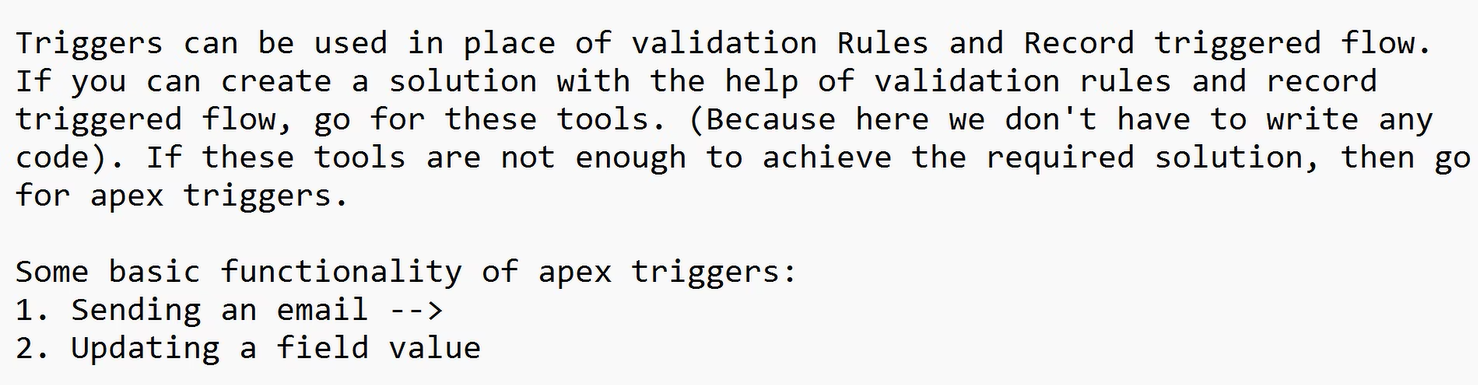 Triggers can be used in place of validation Rules and Record triggered flow.
If you can create a solution with the help of validation rules and record
triggered flow, go for these tools. (Because here we don't have to write any
code). If these tools are not enough to achieve the required solution, then go
for apex triggers.
Some basic functionality of apex triggers:
1. Sending an email -->
2. Updating a field value